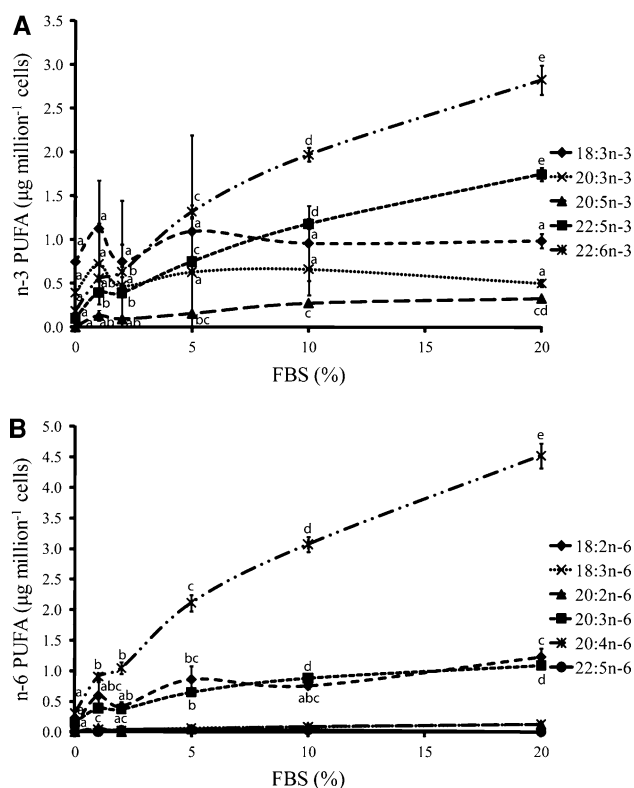 A
n-3 PUFA (µg million⁻¹ cells)
3.5
3.0
2.5
2.0
1.5
1.0
0.5
0.0
0
5
10
15
20
FBS (%)
a
a
a
a
a
a
a
b
b
ab
ab
a
b
c
a
c
a
bc
d
d
a
a
c
e
e
a
a
cd
18:3n-3
20:3n-3
20:5n-3
22:5n-3
22:6n-3
B
n-6 PUFA (µg million⁻¹ cells)
5.0
4.5
4.0
3.5
3.0
2.5
2.0
1.5
1.0
0.5
0.0
0
5
10
15
20
FBS (%)
a
a
a
b
abc
c
b
ab
ac
c
bc
b
d
d
abc
e
c
d
18:2n-6
18:3n-6
20:2n-6
20:3n-6
20:4n-6
22:5n-6